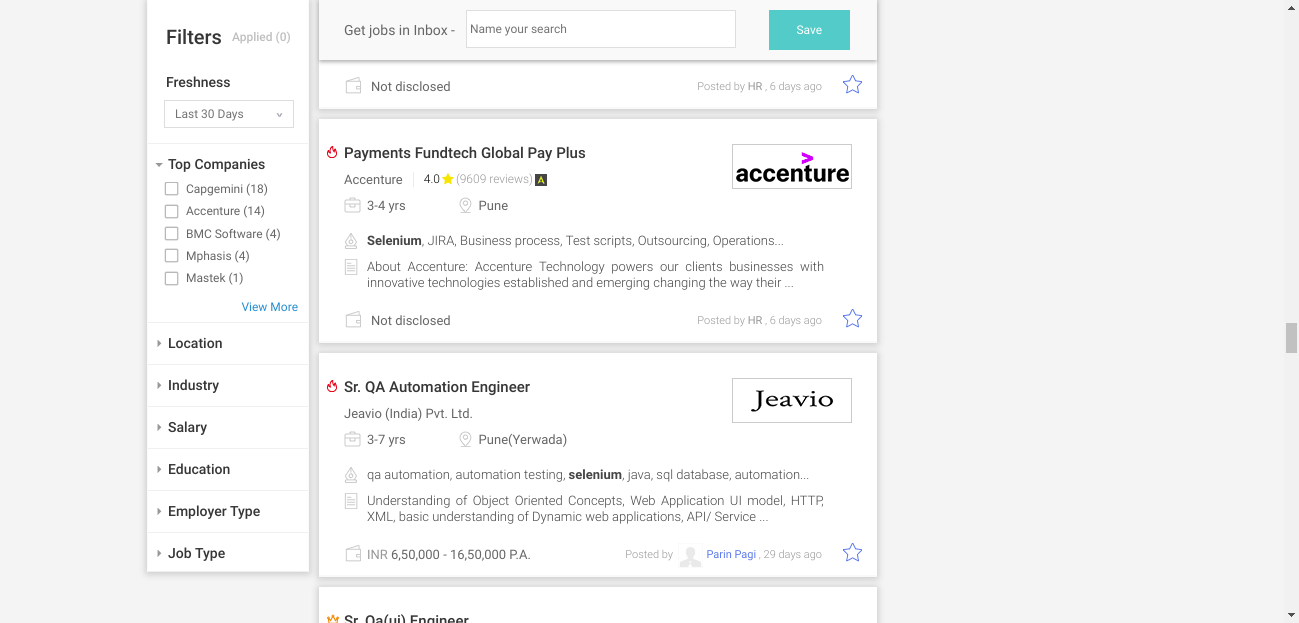 Filters Applied (0)
Freshness
Last 30 Days
Top Companies
Capgemini (18)
Accenture (14)
BMC Software (4)
Mphasis (4)
Mastek (1)
View More
Location
Industry
Salary
Education
Employer Type
Job Type
Get jobs in Inbox - Name your search Save
Not disclosed Posted by HR , 6 days ago
Payments Fundtech Global Pay Plus
accenture
Accenture 4.0 (9609 reviews) A
3-4 yrs Pune
Selenium, JIRA, Business process, Test scripts, Outsourcing, Operations...
About Accenture: Accenture Technology powers our clients businesses with
innovative technologies established and emerging changing the way their ...
Not disclosed Posted by HR , 6 days ago
Sr. QA Automation Engineer
Jeavio
Jeavio (India) Pvt. Ltd.
3-7 yrs Pune(Yerwada)
qa automation, automation testing, selenium, java, sql database, automation...
Understanding of Object Oriented Concepts, Web Application UI model, HTTP,
XML, basic understanding of Dynamic web applications, API/ Service ...
INR 6,50,000 - 16,50,000 P.A. Posted by Parin Pagi , 29 days ago
Sr. Qa(ui) Engineer